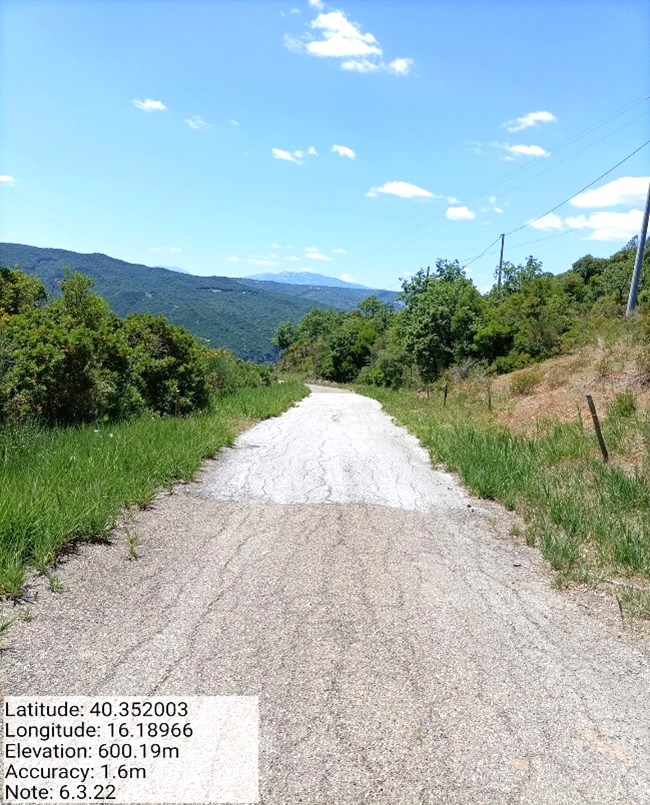 Latitude: 40.352003
Longitude: 16.18966
Elevation: 600.19m
Accuracy: 1.6m
Note: 6.3.22